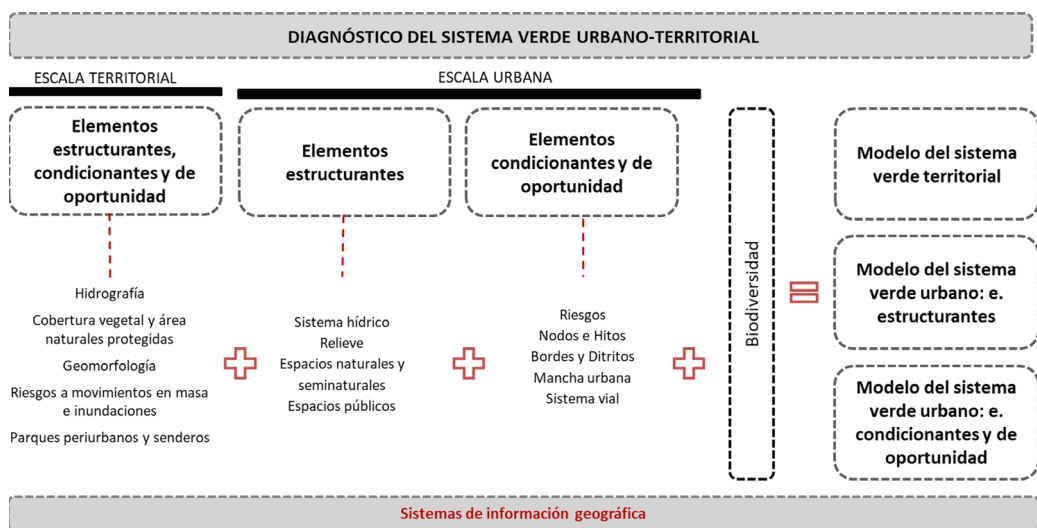 DIAGNÓSTICO DEL SISTEMA VERDE URBANO-TERRITORIAL
ESCALA TERRITORIAL
ESCALA URBANA
Elementos
estructurantes,
condicionantes y de
oportunidad
Elementos
estructurantes
Elementos
condicionantes y de
oportunidad
Hidrografía
Cobertura vegetal y área
naturales protegidas
Geomorfología
Riesgos a movimientos en masa
e inundaciones
Parques periurbanos y senderos
Sistema hídrico
Relieve
Espacios naturales y
seminaturales
Espacios públicos
Riesgos
Nodos e Hitos
Bordes y Ditritos
Mancha urbana
Sistema vial
Biodiversidad
Modelo del sistema
verde territorial
Modelo del sistema
verde urbano: e.
estructurantes
Modelo del sistema
verde urbano: e.
condicionantes y de
oportunidad
Sistemas de información geográfica